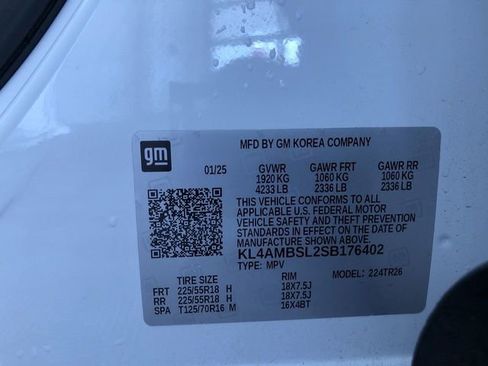 MFD BY GM KOREA COMPANY
gm
01/25 GVWR GAWR FRT GAWR RR
1920 KG 1060 KG 1060 KG
4233 LB 2336 LB 2336 LB
THIS VEHICLE CONFORMS TO ALL
APPLICABLE U.S. FEDERAL MOTOR
VEHICLE SAFETY AND THEFT PREVENTION
STANDARDS IN EFFECT ON THE DATE OF
MANUFACTURE SHOWN ABOVE.
KL4AMBSL2SB176402
TYPE: MPV MODEL: 224TR26
TIRE SIZE RIM
FRT 225/55R18 H 18X7.5J
RR 225/55R18 H 18X7.5J
SPA T125/70R16 M 16X4BT